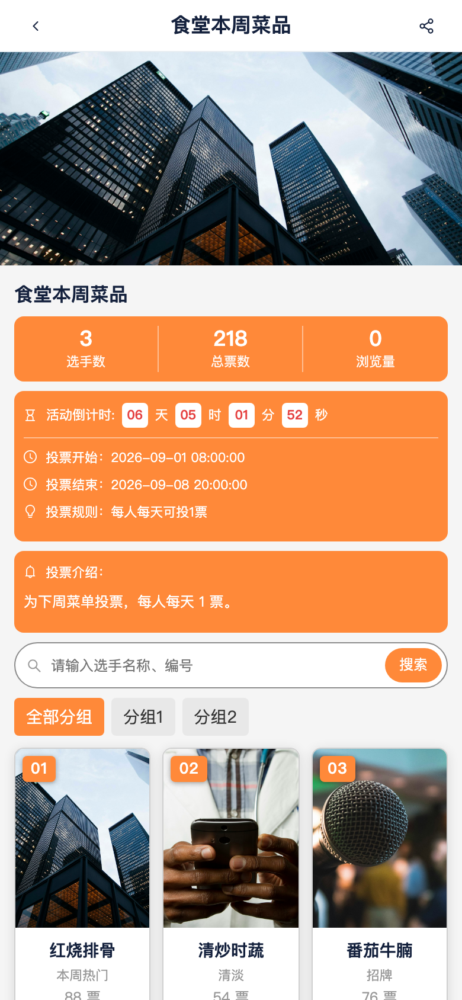 食堂本周菜品
食堂本周菜品
3 218 0
选手数 总票数 浏览量
活动倒计时: 06 天 05 时 01 分 52 秒
投票开始：2026-09-01 08:00:00
投票结束：2026-09-08 20:00:00
投票规则：每人每天可投1票
投票介绍：
为下周菜单投票，每人每天 1 票。
请输入选手名称、编号 搜索
全部分组 分组1 分组2
01 02 03
红烧排骨 清炒时蔬 番茄牛腩
本周热门 清淡 招牌
88 票 54 票 76 票